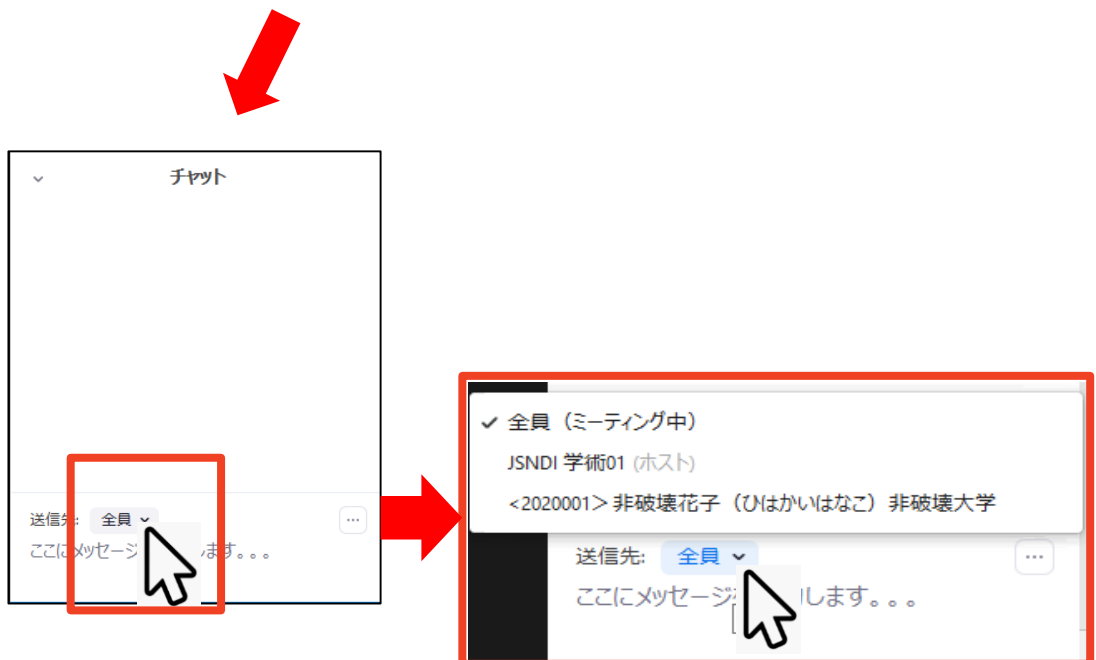 チャット
送信先: 全員
ここにメッセージ します。。。
全員（ミーティング中）
JSNDI 学術01 (ホスト)
<2020001>非破壊花子（ひはかいはなこ）非破壊大学
送信先: 全員
ここにメッセージ します。。。